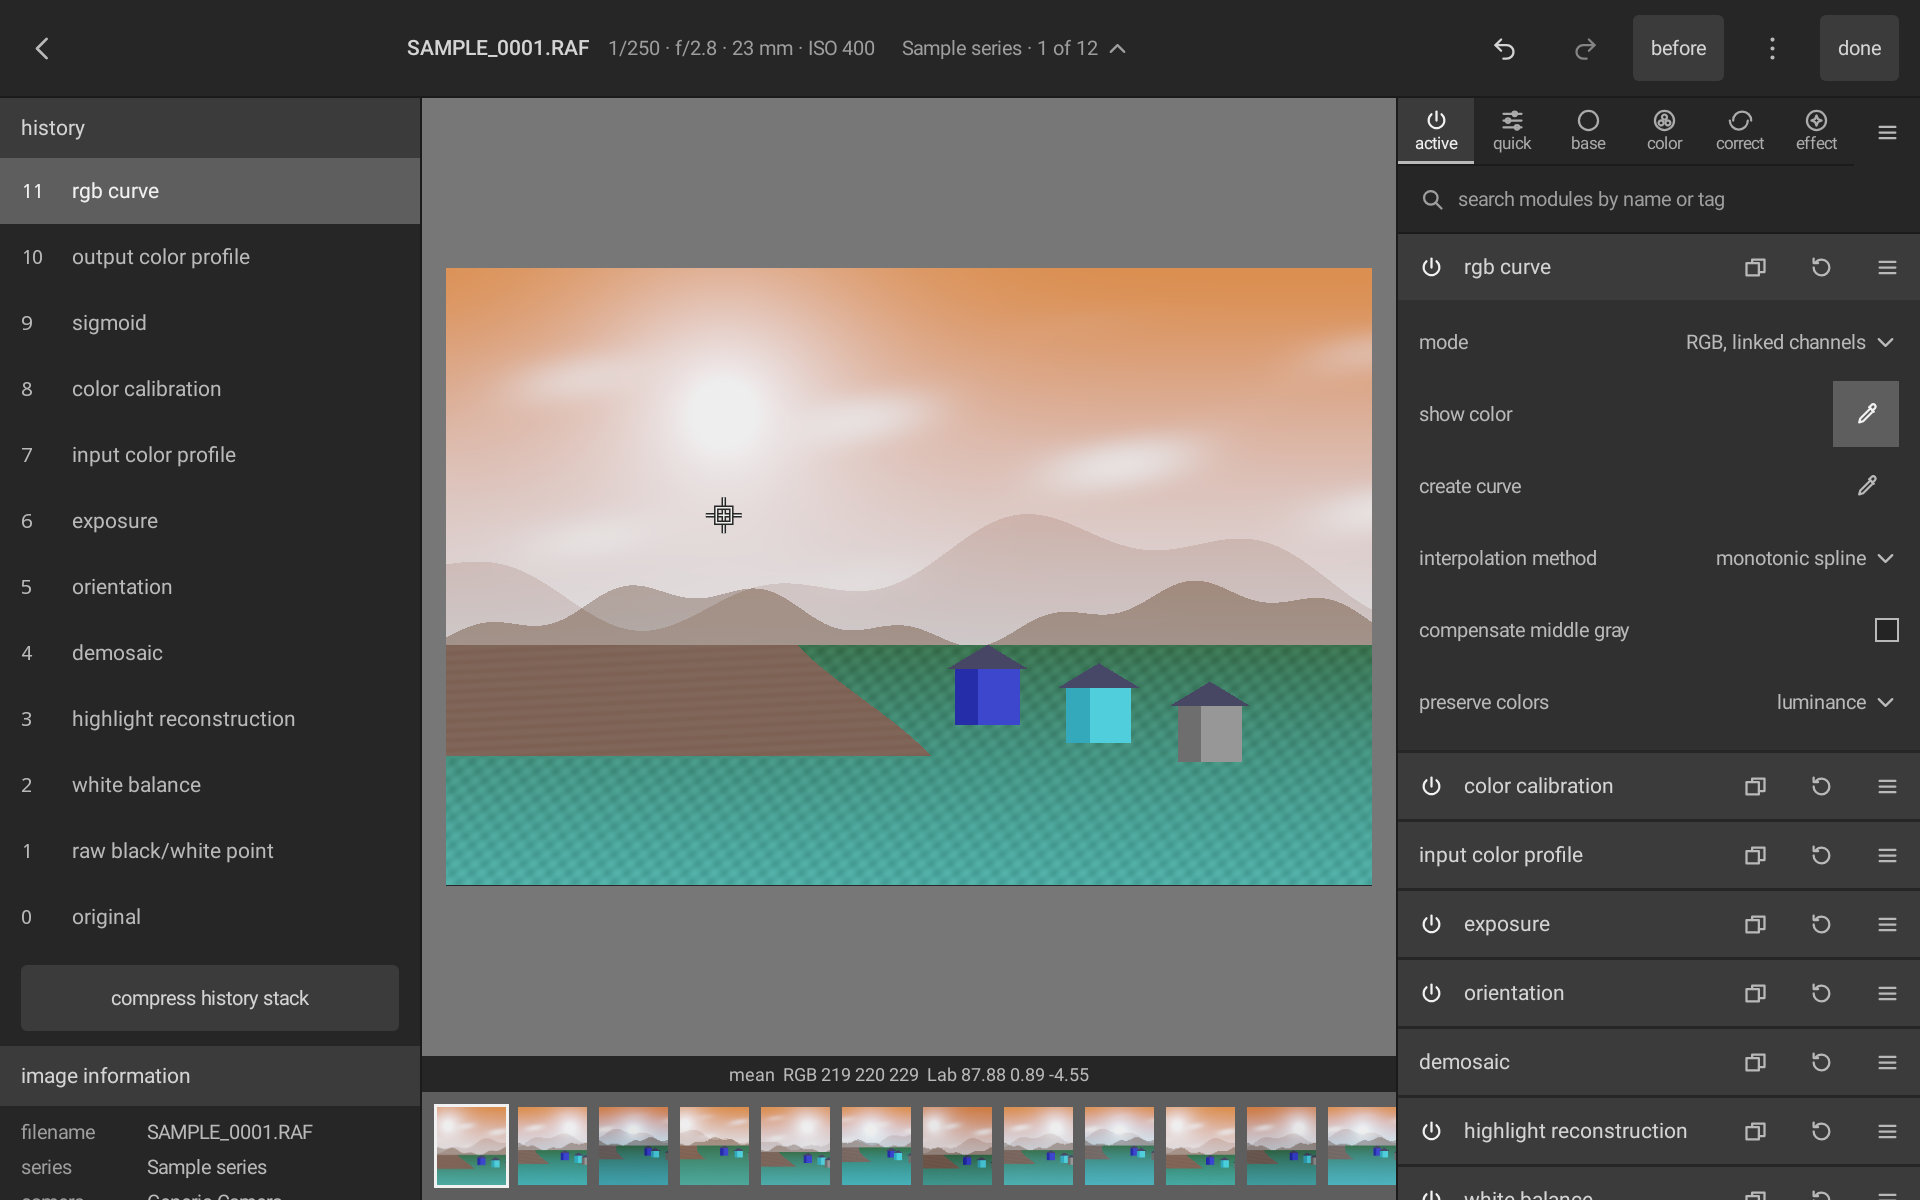 SAMPLE_0001.RAF 1/250 · f/2.8 · 23 mm · ISO 400 Sample series · 1 of 12
before
done
history
11 rgb curve
10 output color profile
9 sigmoid
8 color calibration
7 input color profile
6 exposure
5 orientation
4 demosaic
3 highlight reconstruction
2 white balance
1 raw black/white point
0 original
compress history stack
image information
filename SAMPLE_0001.RAF
series Sample series
camera Generic Camera
mean RGB 219 220 229 Lab 87.88 0.89 -4.55
active quick base color correct effect
search modules by name or tag
rgb curve
mode RGB, linked channels
show color
create curve
interpolation method monotonic spline
compensate middle gray
preserve colors luminance
color calibration
input color profile
exposure
orientation
demosaic
highlight reconstruction
white balance